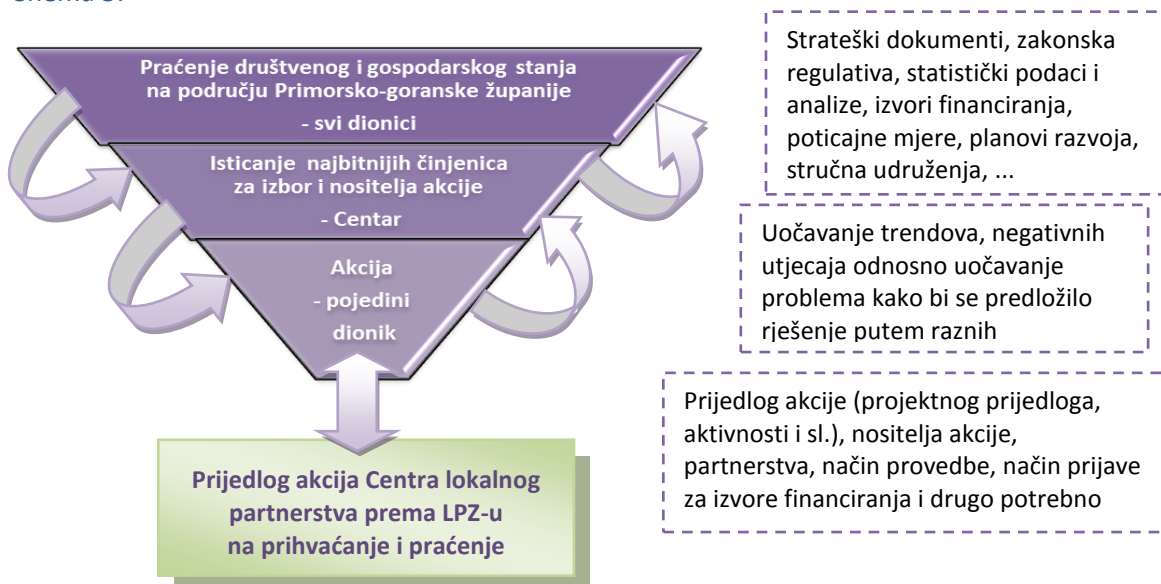 Praćenje društvenog i gospodarskog stanja
na području Primorsko-goranske županije
- svi dionici
Isticanje najbitnijih činjenica
za izbor i nositelja akcije
- Centar
Akcija
- pojedini
dionik
Prijedlog akcija Centra lokalnog
partnerstva prema LPZ-u
na prihvaćanje i praćenje
Strateški dokumenti, zakonska
regulativa, statistički podaci i
analize, izvori financiranja,
poticajne mjere, planovi razvoja,
stručna udruženja, ...
Uočavanje trendova, negativnih
utjecaja odnosno uočavanje
problema kako bi se predložilo
rješenje putem raznih
Prijedlog akcije (projektnog prijedloga,
aktivnosti i sl.), nositelja akcije,
partnerstva, način provedbe, način prijave
za izvore financiranja i drugo potrebno